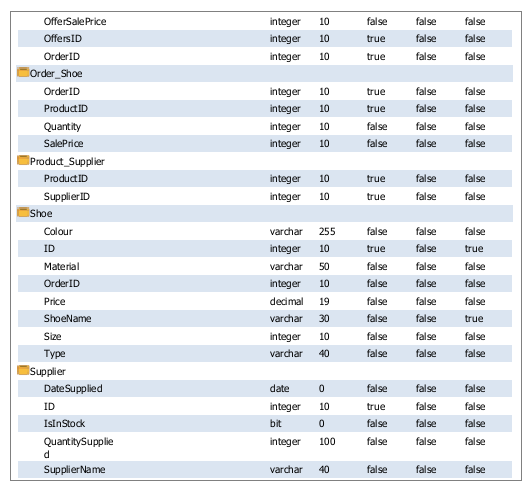 OfferSalePrice integer 10 false false false
OffersID integer 10 true false false
OrderID integer 10 true false false
Order_Shoe
OrderID integer 10 true false false
ProductID integer 10 true false false
Quantity integer 10 false false false
SalePrice integer 10 false false false
Product_Supplier
ProductID integer 10 true false false
SupplierID integer 10 true false false
Shoe
Colour varchar 255 false false false
ID integer 10 true false true
Material varchar 50 false false false
OrderID integer 10 false false false
Price decimal 19 false false false
ShoeName varchar 30 false false true
Size integer 10 false false false
Type varchar 40 false false false
Supplier
DateSupplied date 0 false false false
ID integer 10 true false false
IsInStock bit 0 false false false
QuantitySupplie integer 100 false false false
d
SupplierName varchar 40 false false false